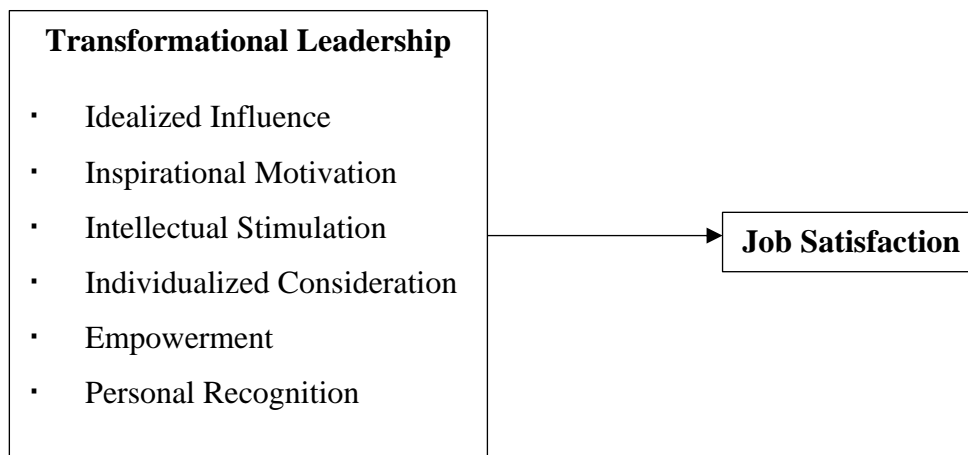 Transformational Leadership
▪ Idealized Influence
▪ Inspirational Motivation
▪ Intellectual Stimulation
▪ Individualized Consideration
▪ Empowerment
▪ Personal Recognition
Job Satisfaction